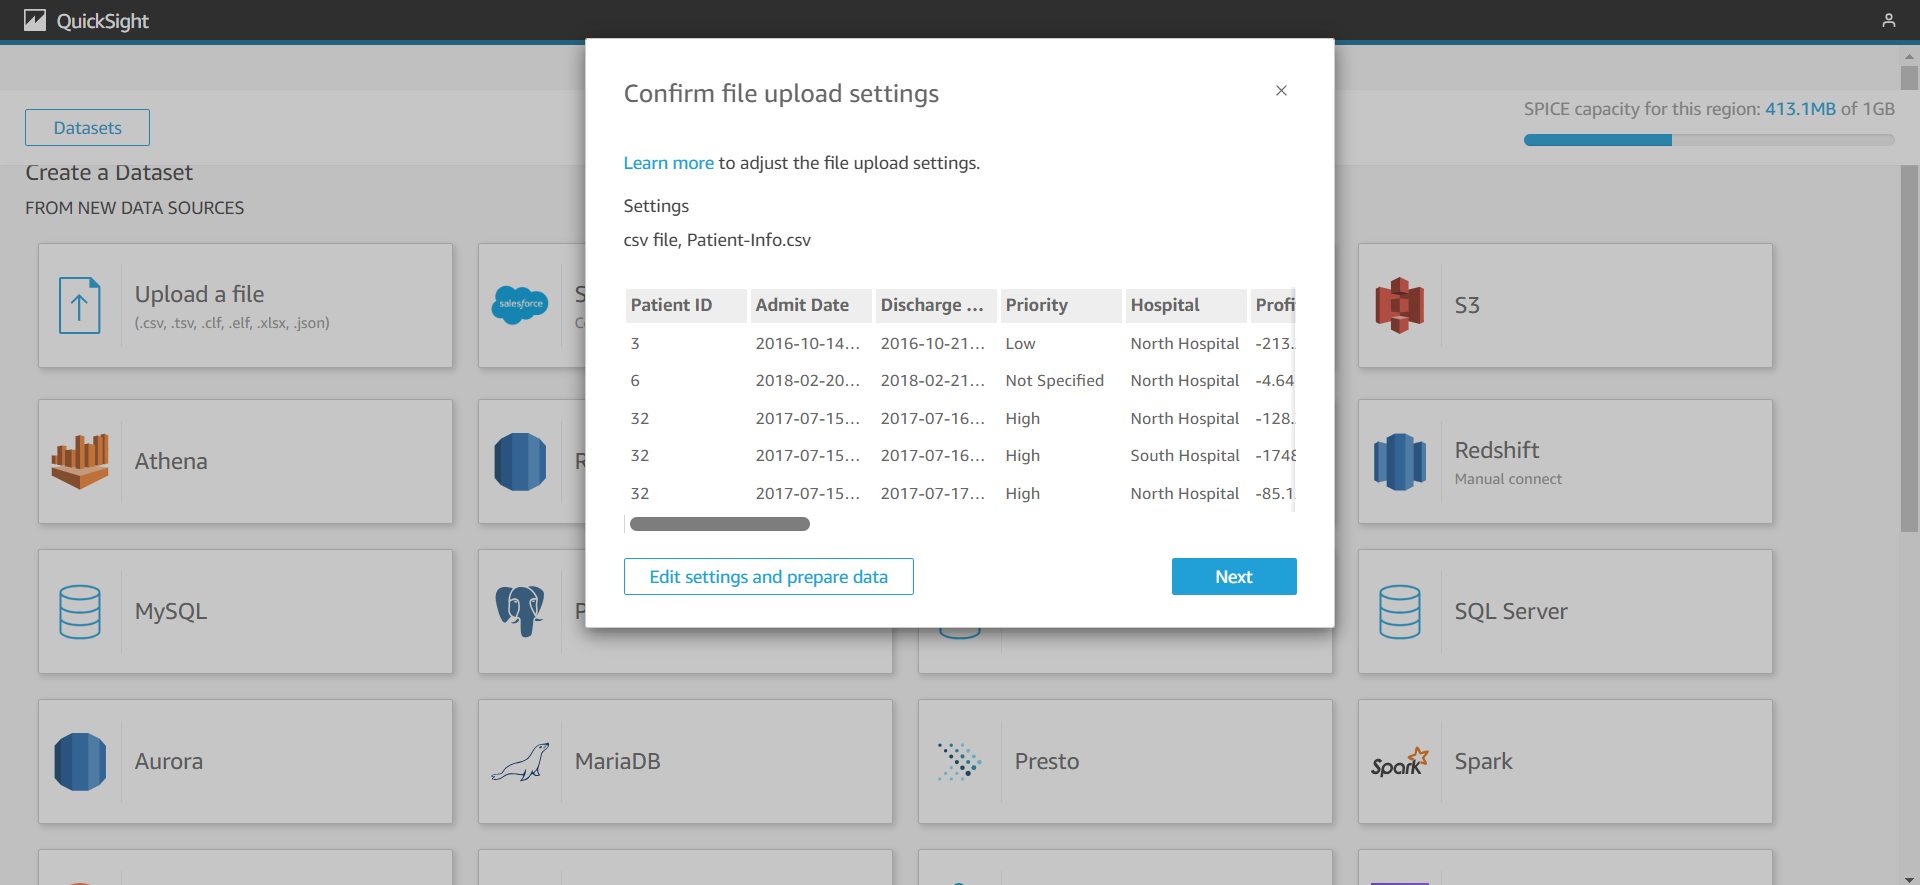 QuickSight
Datasets
SPICE capacity for this region: 413.1MB of 1GB
Create a Dataset
FROM NEW DATA SOURCES
Upload a file
(.csv, .tsv, .clf, .elf, .xlsx, .json)
salesforce
S3
Athena
Redshift
Manual connect
MySQL
SQL Server
Aurora
MariaDB
Presto
Spark
Spark
Confirm file upload settings
Learn more to adjust the file upload settings.
Settings
csv file, Patient-Info.csv
Patient ID Admit Date Discharge ... Priority Hospital Profi
3 2016-10-14... 2016-10-21... Low North Hospital -213.
6 2018-02-20... 2018-02-21... Not Specified North Hospital -4.64
32 2017-07-15... 2017-07-16... High North Hospital -128.
32 2017-07-15... 2017-07-16... High South Hospital -1748
32 2017-07-15... 2017-07-17... High North Hospital -85.1
Edit settings and prepare data
Next